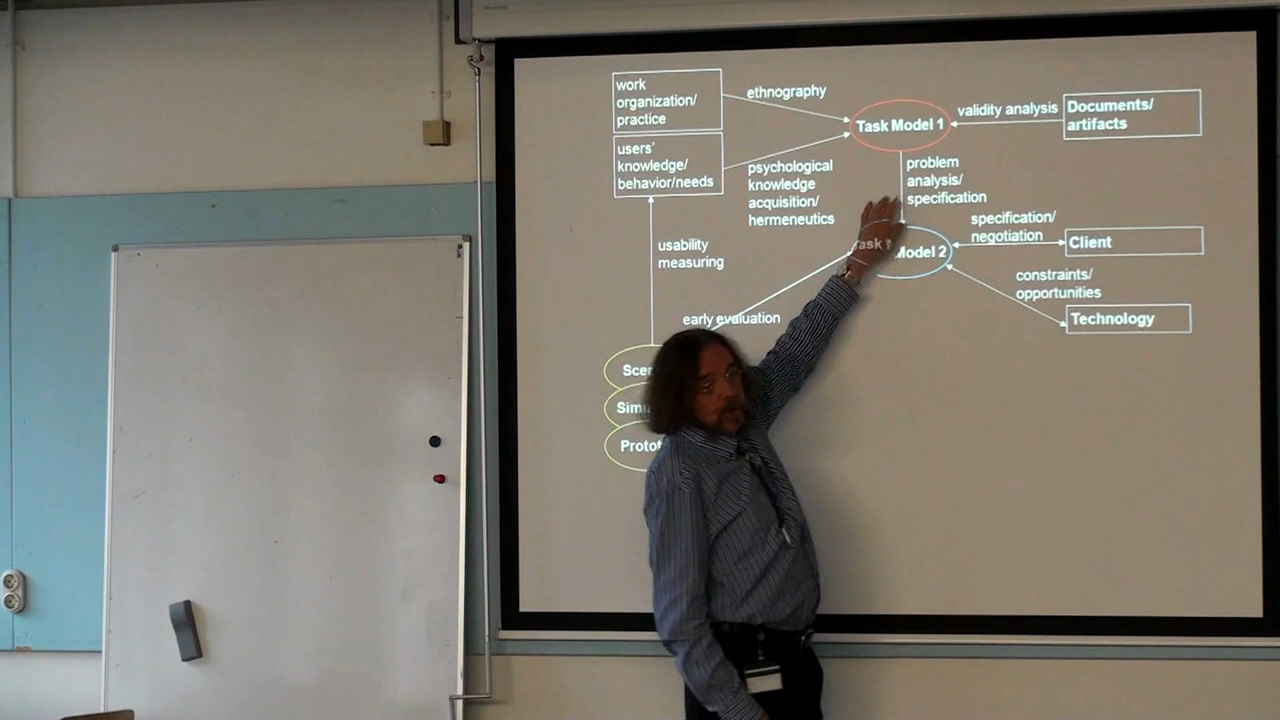 work
organization/
practice
ethnography
Task Model 1
validity analysis
Documents/
artifacts
users'
knowledge/
behavior/needs
psychological
knowledge
acquisition/
hermeneutics
problem
analysis/
specification
usability
measuring
Model 2
specification/
negotiation
Client
constraints/
opportunities
Technology
early evaluation